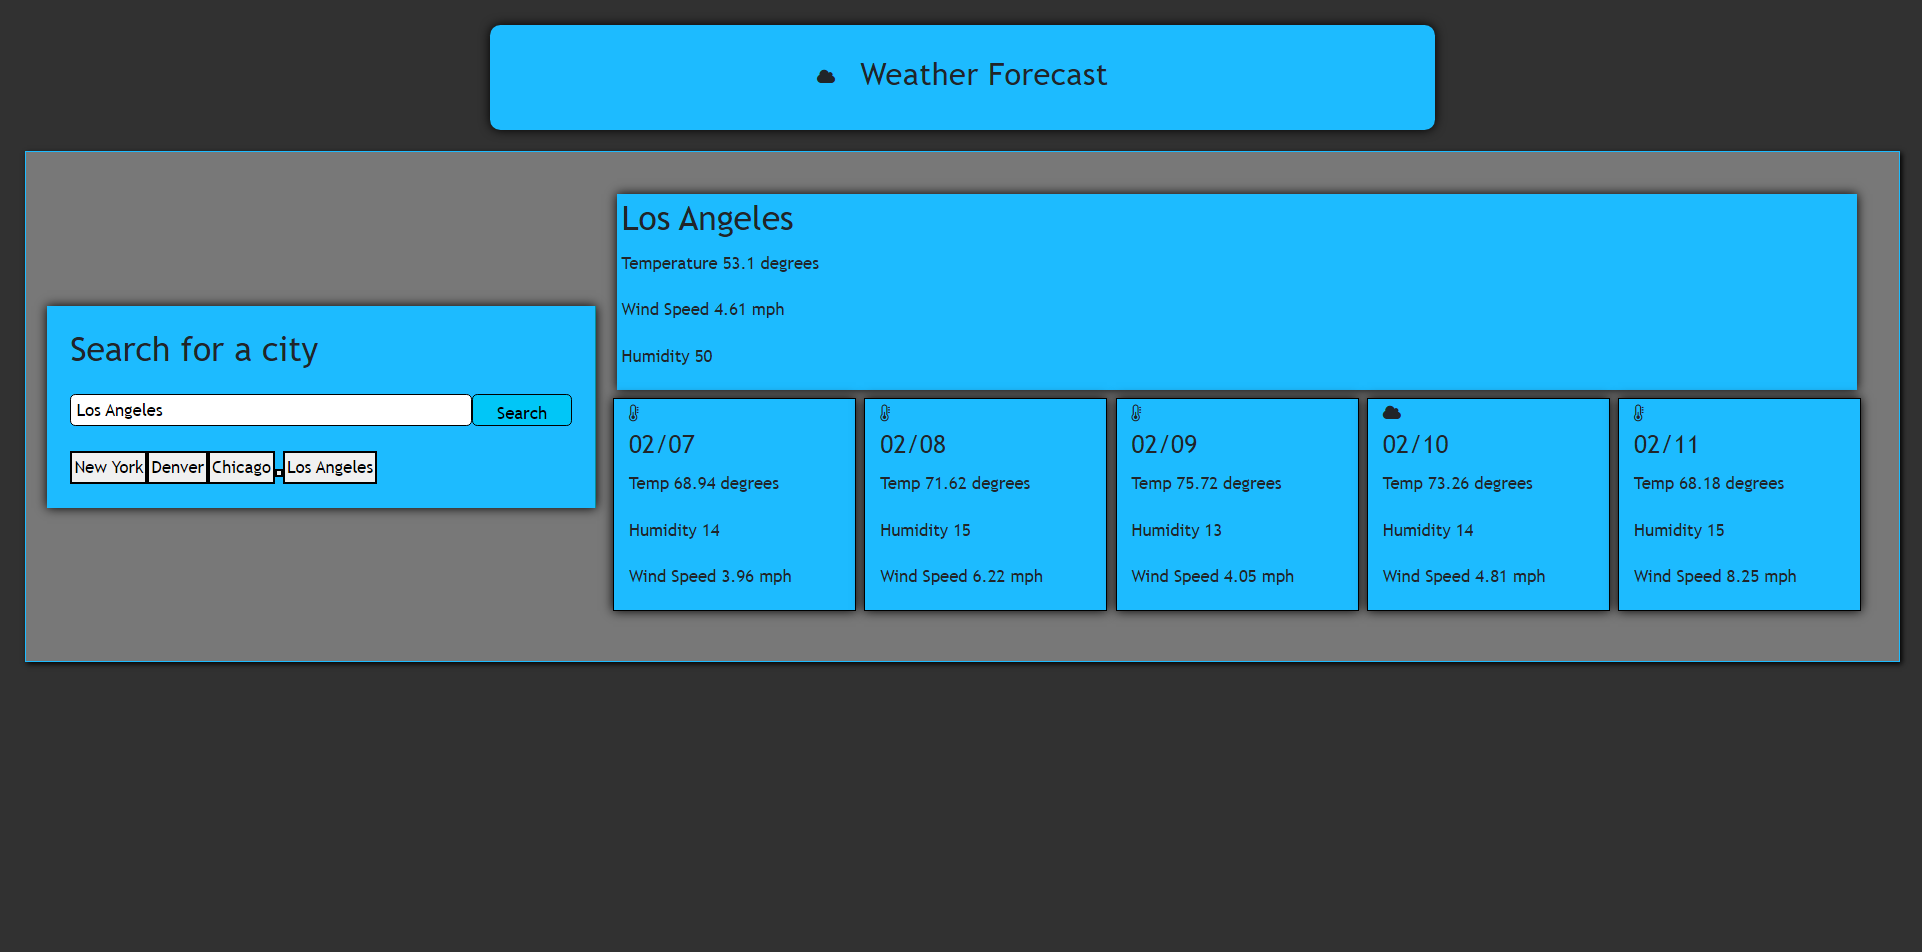 Weather Forecast
Search for a city
Los Angeles
Search
New York Denver Chicago Los Angeles
Los Angeles
Temperature 53.1 degrees
Wind Speed 4.61 mph
Humidity 50
02/07
Temp 68.94 degrees
Humidity 14
Wind Speed 3.96 mph
02/08
Temp 71.62 degrees
Humidity 15
Wind Speed 6.22 mph
02/09
Temp 75.72 degrees
Humidity 13
Wind Speed 4.05 mph
02/10
Temp 73.26 degrees
Humidity 14
Wind Speed 4.81 mph
02/11
Temp 68.18 degrees
Humidity 15
Wind Speed 8.25 mph